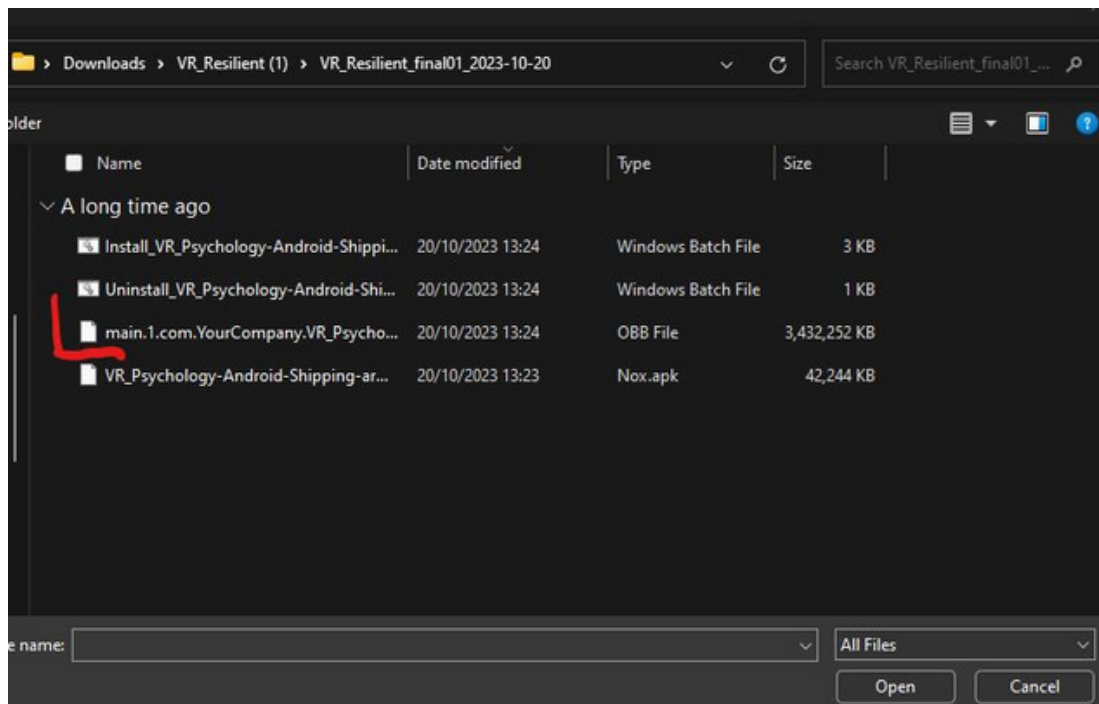 Downloads > VR_Resilient (1) > VR_Resilient_final01_2023-10-20 Search VR_Resilient_final01_...
older
Name Date modified Type Size
A long time ago
Install_VR_Psychology-Android-Shippi... 20/10/2023 13:24 Windows Batch File 3 KB
Uninstall_VR_Psychology-Android-Shi... 20/10/2023 13:24 Windows Batch File 1 KB
main.1.com.YourCompany.VR_Psycho... 20/10/2023 13:24 OBB File 3,432,252 KB
VR_Psychology-Android-Shipping-ar... 20/10/2023 13:23 Nox.apk 42,244 KB
e name: All Files
Open Cancel